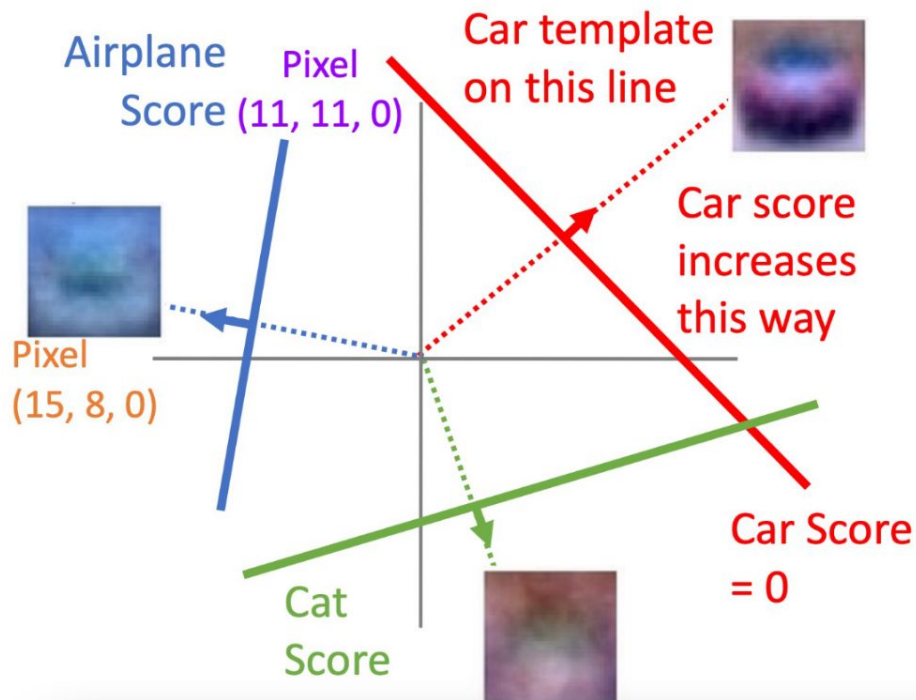 Airplane
Score
Pixel
(11, 11, 0)
Car template
on this line
Car score
increases
this way
Pixel
(15, 8, 0)
Car Score
= 0
Cat
Score